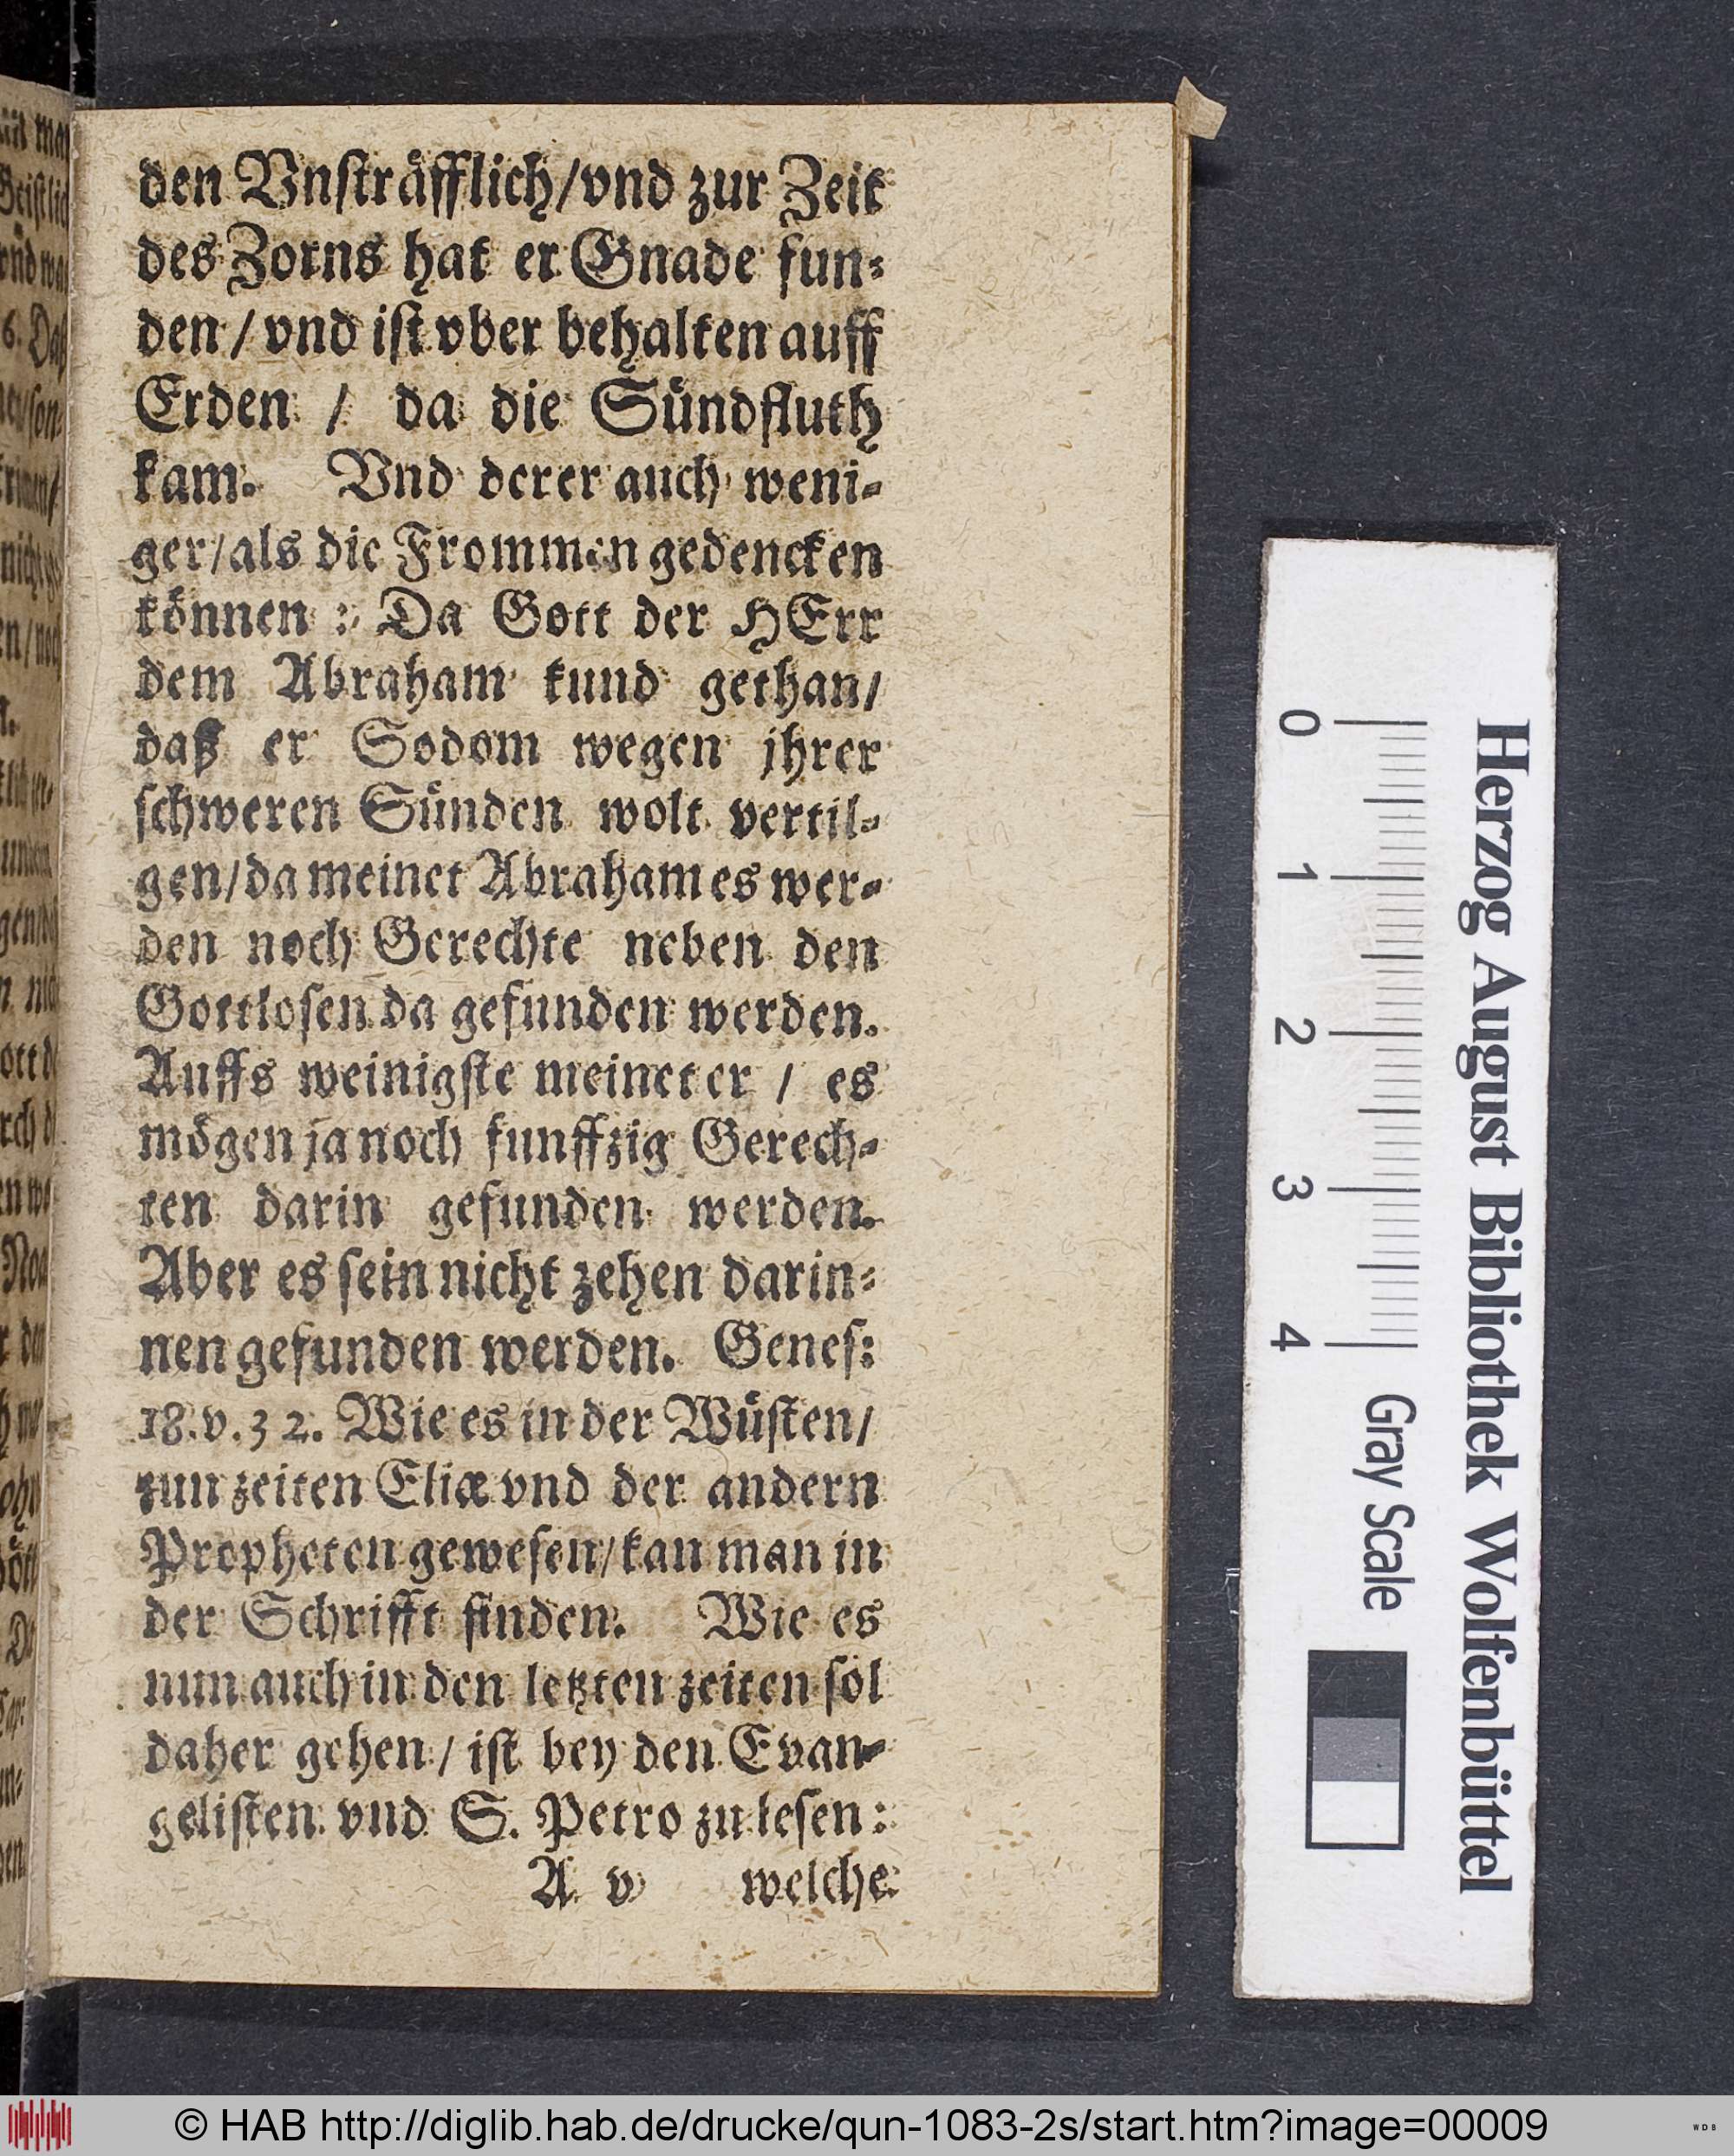 den Vnſtråfflich/vnd zur Zeit
des Zorns hat er Gnade fun⸗
den / vnd iſt vber behalten auff
Erden / da die Sůndfluth
kam. Vnd derer auch weni⸗
ger/als die Frommen gedencken
kőnnen : Da Gott der HErr
dem Abraham kund gethan/
daß er Sodom wegen jhrer
ſchweren Sůnden wolt vertil⸗
gen/da meinet Abraham es wer⸗
den noch Gerechte neben den
Gottloſen da gefunden werden.
Auffs weinigſte meinet er / es
mőgen ja noch funffzig Gerech⸗
ten darin gefunden werden.
Aber es ſein nicht zehen darin⸗
nen gefunden werden. Geneſ:
18.v.32. Wie es in der Wůſten/
zun zeiten Eliæ vnd der andern
Propheten gewesen/kan man in
der Schrifft finden. Wie es
nun auch in den letzten zeiten ſol
daher gehen / iſt bey den Evan⸗
geliſten vnd S. Petro zu leſen:
A v welche
Herzog August Bibliothek Wolfenbüttel
0 1 2 3 4 Gray Scale
© HAB http://diglib.hab.de/drucke/qun-1083-2s/start.htm?image=00009